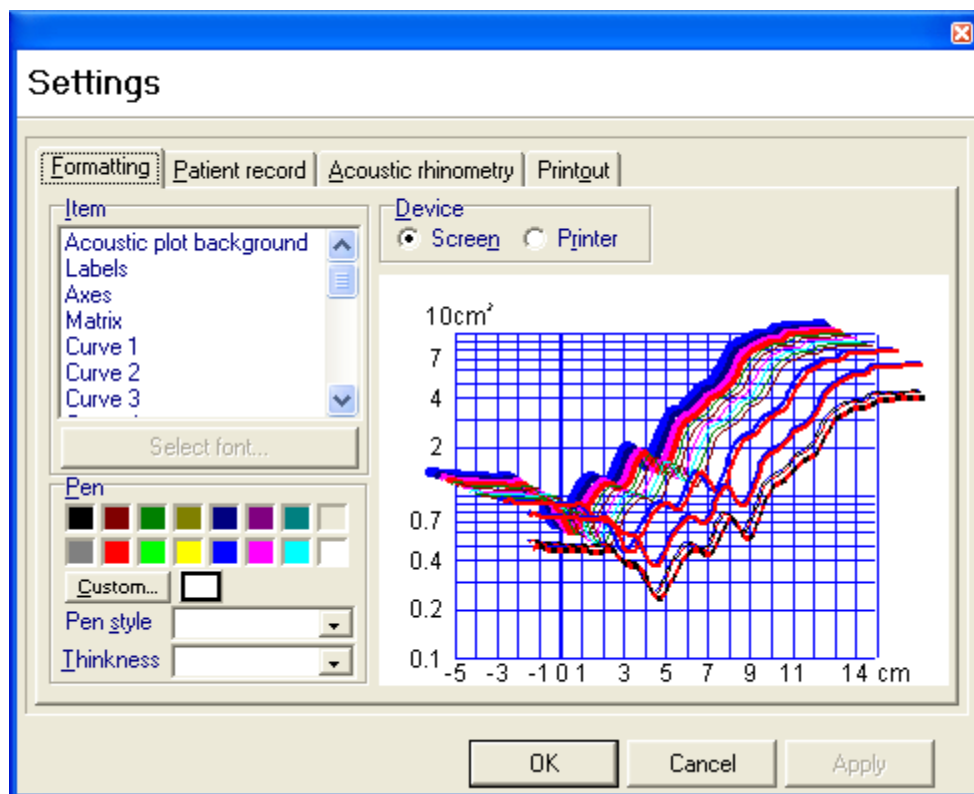 Settings
Formatting Patient record Acoustic rhinometry Printout
Item
Acoustic plot background
Labels
Axes
Matrix
Curve 1
Curve 2
Curve 3
Select font...
Pen
Custom...
Pen style
Thinkness
Device
Screen Printer
10cm²
7
4
2
0.7
0.4
0.2
0.1
-5 -3 -1 0 1 3 5 7 9 11 14 cm
OK Cancel Apply